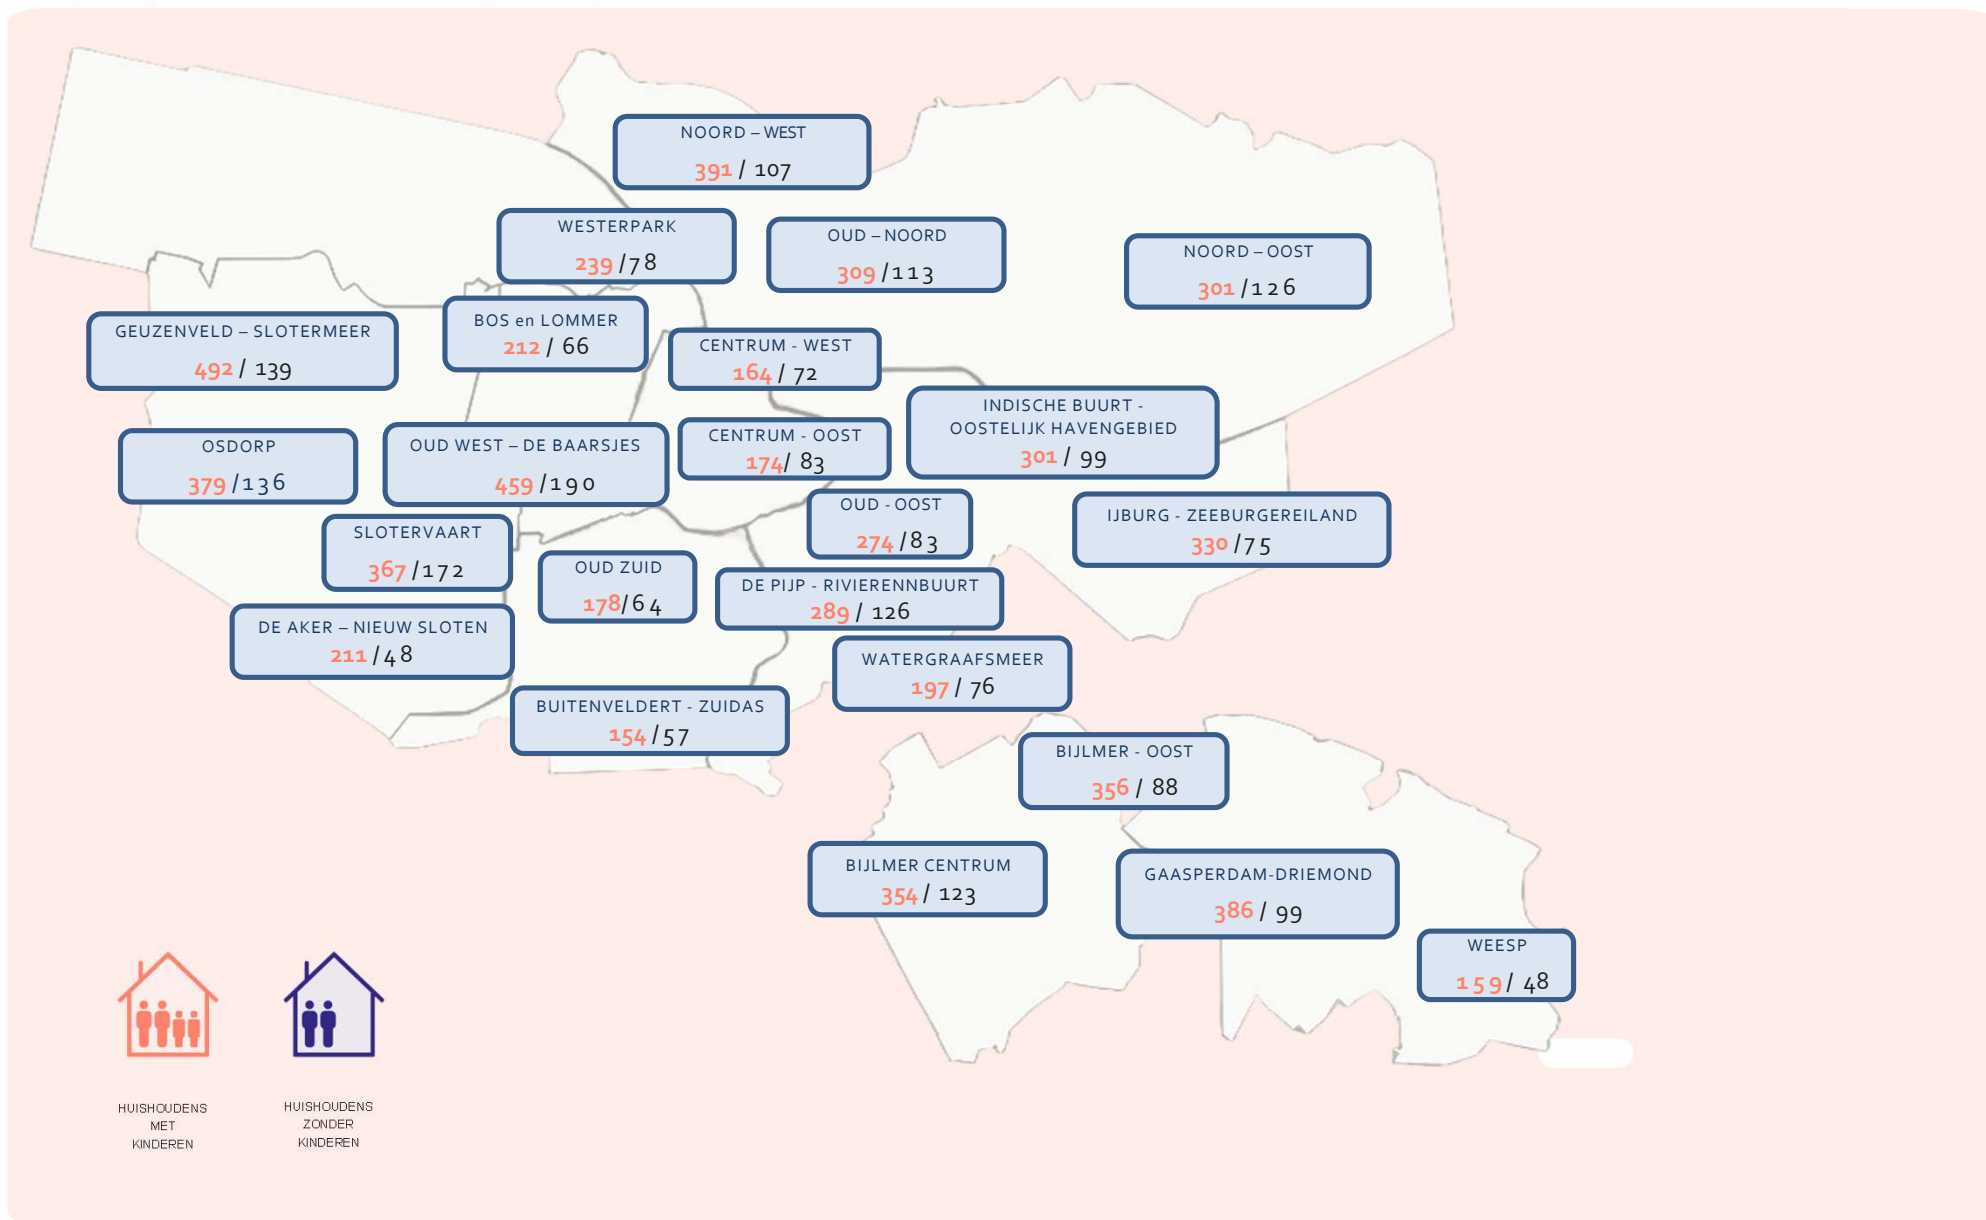 NOORD – WEST
391 / 107
WESTERPARK
239 /78
OUD – NOORD
309 /113
NOORD – OOST
301 /126
GEUZENVELD – SLOTERMEER
492 / 139
BOS en LOMMER
212 / 66
CENTRUM - WEST
164 / 72
INDISCHE BUURT -
OOSTELIJK HAVENGEBIED
301 / 99
OSDORP
379 /136
OUD WEST – DE BAARSJES
459 /190
CENTRUM - OOST
174/ 83
OUD - OOST
274 /83
IJBURG - ZEEBURGEREILAND
330 /75
SLOTERVAART
367 /172
OUD ZUID
178/64
DE PIJP - RIVIERENNBUURT
289 / 126
DE AKER – NIEUW SLOTEN
211 /48
WATERGRAAFSMEER
197 / 76
BUITENVELDERT - ZUIDAS
154 /57
BIJLMER - OOST
356 / 88
BIJLMER CENTRUM
354 / 123
GAASPERDAM-DRIEMOND
386 / 99
WEESP
159 / 48
HUISHOUDENS
MET
KINDEREN
HUISHOUDENS
ZONDER
KINDEREN